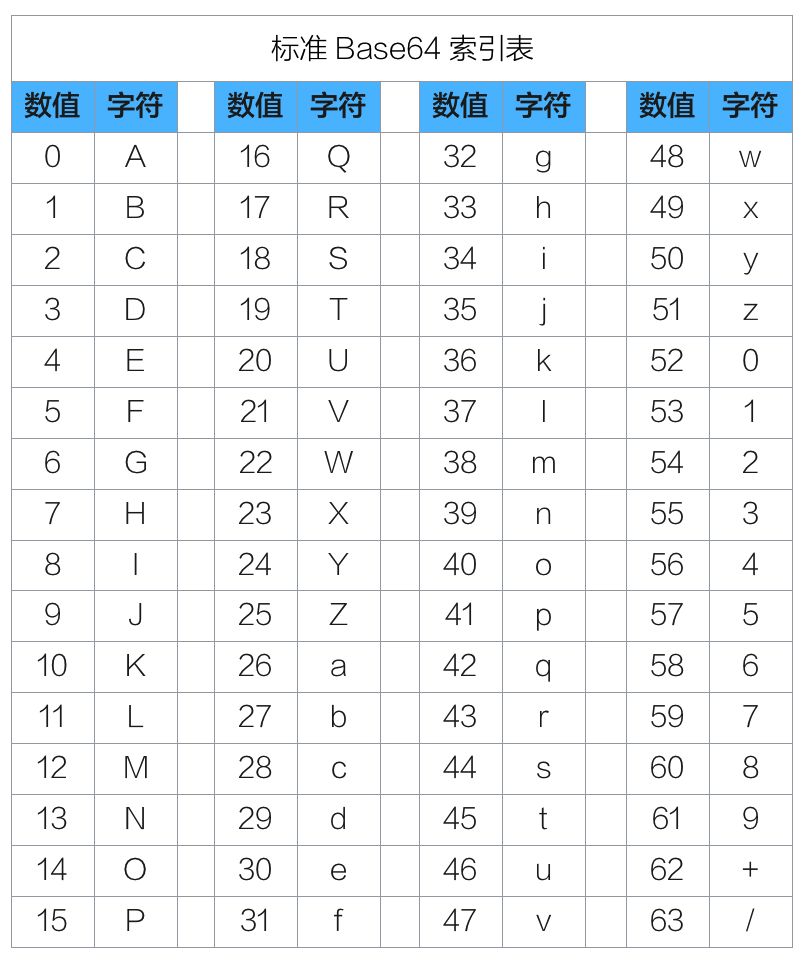 标准 Base64 索引表
数值 字符 数值 字符 数值 字符 数值 字符
0 A 16 Q 32 g 48 w
1 B 17 R 33 h 49 x
2 C 18 S 34 i 50 y
3 D 19 T 35 j 51 z
4 E 20 U 36 k 52 0
5 F 21 V 37 l 53 1
6 G 22 W 38 m 54 2
7 H 23 X 39 n 55 3
8 I 24 Y 40 o 56 4
9 J 25 Z 41 p 57 5
10 K 26 a 42 q 58 6
11 L 27 b 43 r 59 7
12 M 28 c 44 s 60 8
13 N 29 d 45 t 61 9
14 O 30 e 46 u 62 +
15 P 31 f 47 v 63 /